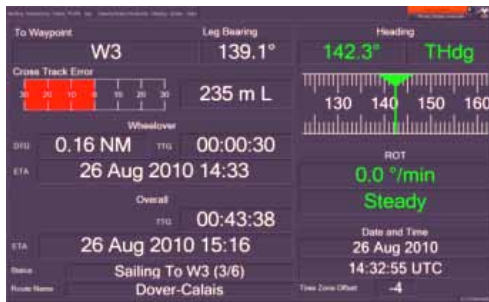 To Waypoint
Leg Bearing
Heading
W3
139.1°
142.3°
THdg
Cross Track Error
30 20 10 0 10 20 30
235 m L
130 140 150 160
Wheelover
DTG 0.16 NM TTG 00:00:30
ETA 26 Aug 2010 14:33
ROT
0.0 °/min
Steady
Overall
TTG 00:43:38
ETA 26 Aug 2010 15:16
Date and Time
26 Aug 2010
14:32:55 UTC
Status Sailing To W3 (3/6)
Route Name Dover-Calais
Time Zone Offset -4